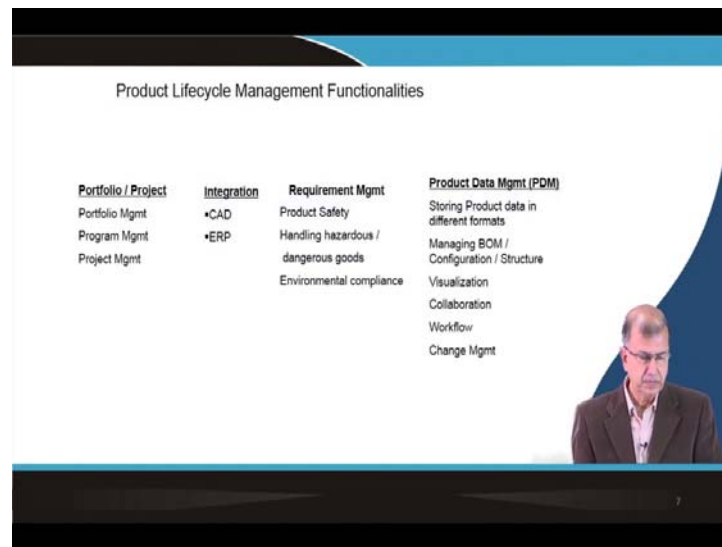 Product Lifecycle Management Functionalities
Portfolio / Project
Portfolio Mgmt
Program Mgmt
Project Mgmt
Integration
▪CAD
▪ERP
Requirement Mgmt
Product Safety
Handling hazardous /
dangerous goods
Environmental compliance
Product Data Mgmt (PDM)
Storing Product data in
different formats
Managing BOM /
Configuration / Structure
Visualization
Collaboration
Workflow
Change Mgmt
7